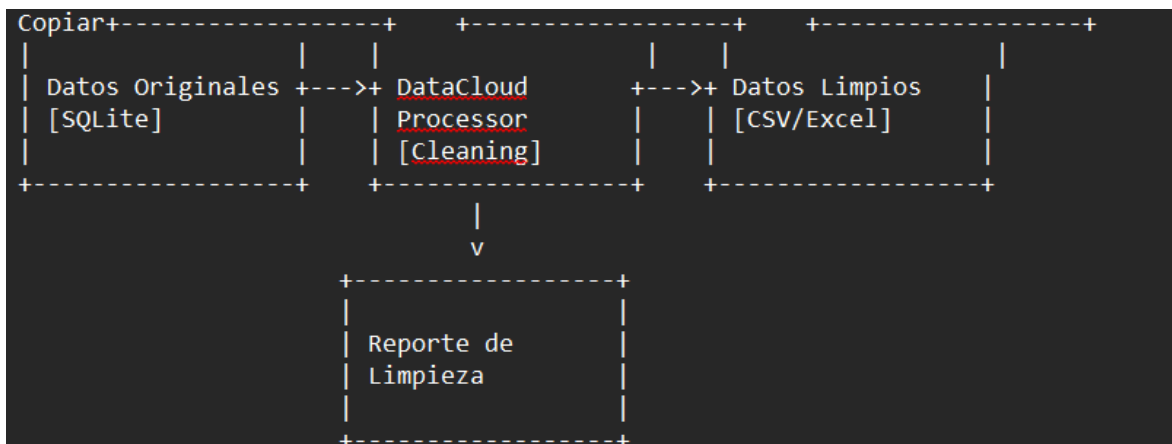 Copiar+------------------+     +------------------+     +------------------+
|                  |    |                  |    |                  |
| Datos Originales +--->+ DataCloud       +--->+ Datos Limpios    |
| [SQLite]         |    | Processor       |    | [CSV/Excel]      |
|                  |    | [Cleaning]      |    |                  |
+------------------+    +-----------------+    +------------------+
|
v
+------------------+
|                  |
| Reporte de       |
| Limpieza         |
|                  |
+------------------+